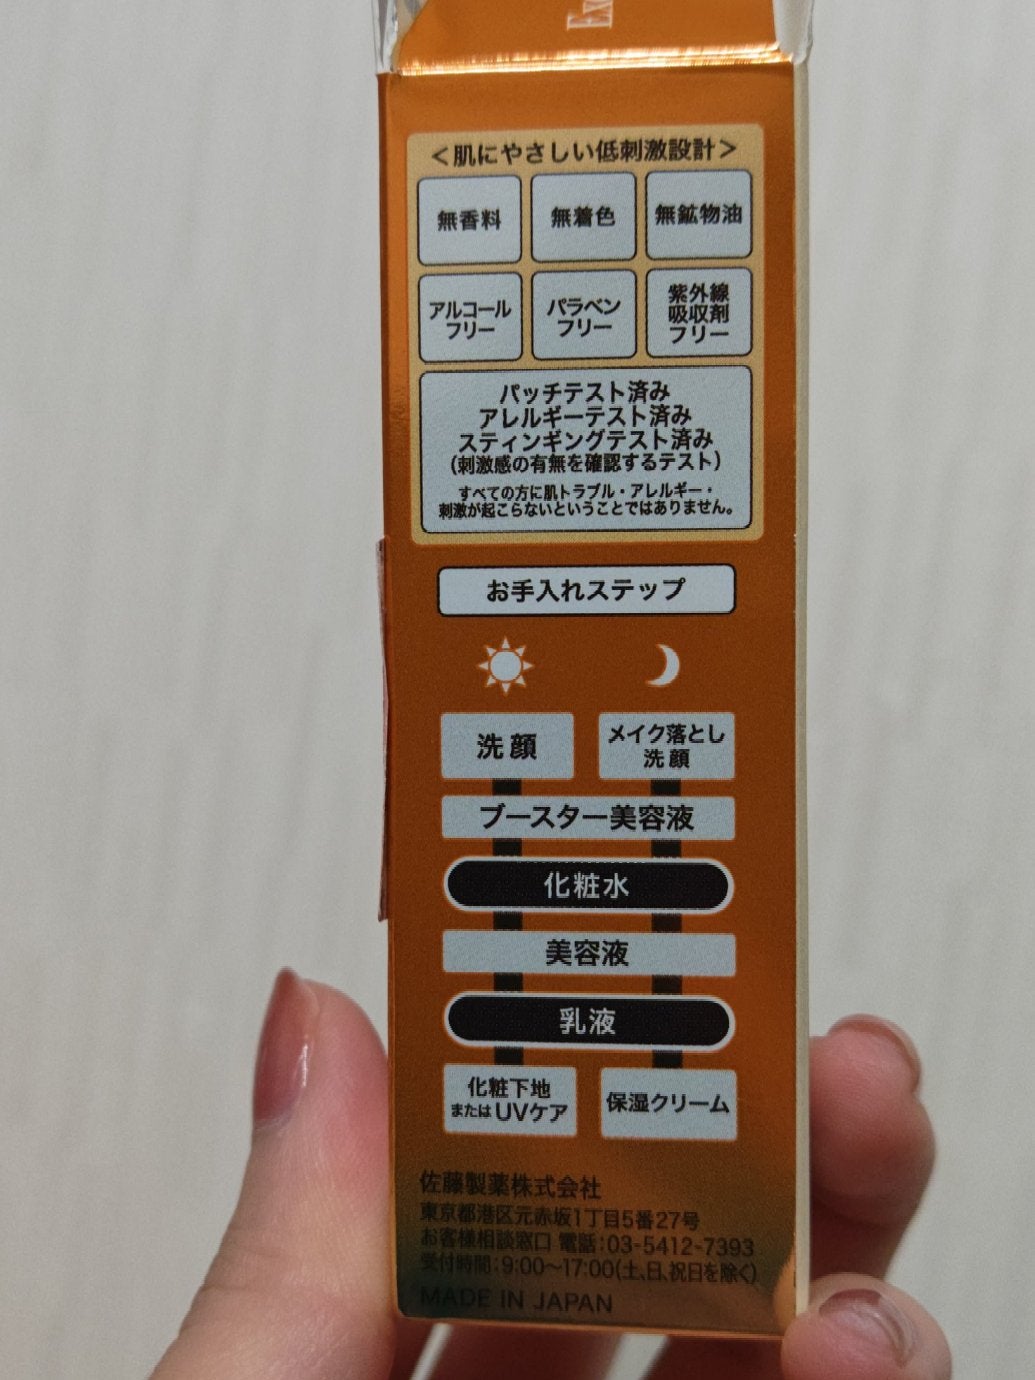 Ex
＜肌にやさしい低刺激設計＞
無香料
無着色
無鉱物油
アルコール
フリー
パラベン
フリー
紫外線
吸収剤
フリー
パッチテスト済み
アレルギーテスト済み
スティンギングテスト済み
(刺激感の有無を確認するテスト)
すべての方に肌トラブル・アレルギー・
刺激が起こらないということではありません。
お手入れステップ
洗顔
メイク落とし
洗顔
ブースター美容液
化粧水
美容液
乳液
化粧下地
またはUVケア
保湿クリーム
佐藤製薬株式会社
東京都港区元赤坂1丁目5番27号
お客様相談窓口 電話:03-5412-7393
受付時間:9:00〜17:00(土、日、祝日を除く)
MADE IN JAPAN